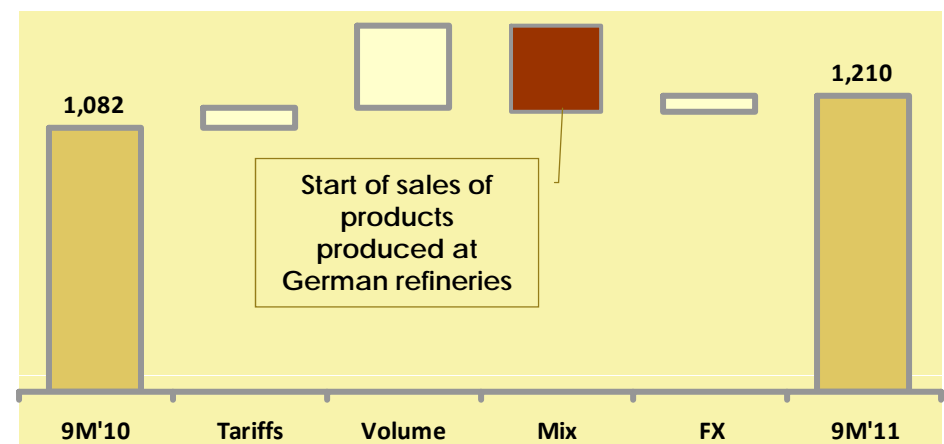 1,082
1,210
Start of sales of
products
produced at
German refineries
9M'10
Tariffs
Volume
Mix
FX
9M'11